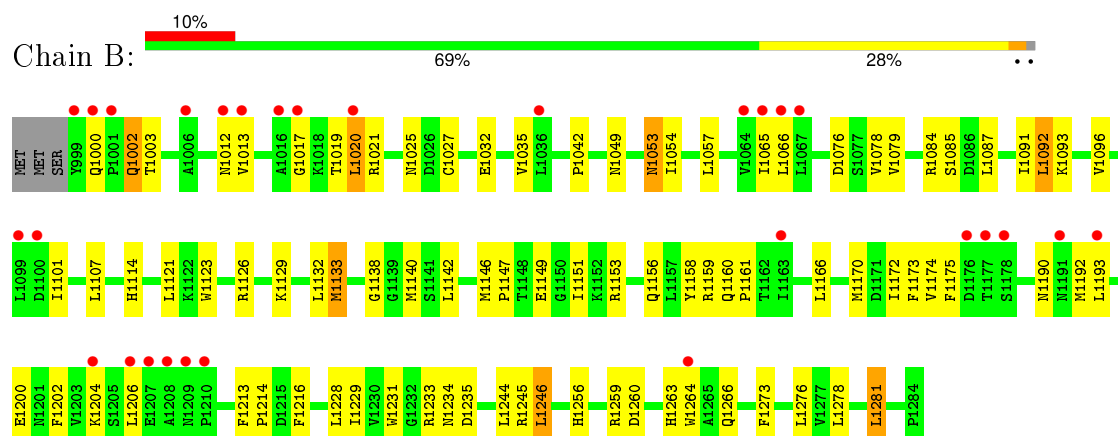 10%
Chain B:
69% 28% ••
MET MET SER Y999 Q1000 P1001 Q1002 T1003 A1006 N1012 V1013 A1016 G1017 K1018 T1019 L1020 R1021 N1025 D1026 C1027 E1032 V1035 L1036 P1042 N1049 N1053 I1054 L1057 V1064 I1065 L1066 L1067 D1076 S1077 V1078 V1079 R1084 S1085 D1086 L1087 I1091 L1092 K1093 V1096
L1099 D1100 I1101 L1107 H1114 L1121 K1122 W1123 R1126 K1129 L1132 M1133 G1138 G1139 M1140 S1141 L1142 M1146 P1147 T1148 E1149 G1150 I1151 K1152 R1153 Q1156 L1157 Y1158 R1159 Q1160 P1161 T1162 I1163 L1166 M1170 D1171 I1172 F1173 V1174 F1175 D1176 T1177 S1178 N1190 N1191 M1192 L1193
E1200 N1201 F1202 V1203 K1204 S1205 L1206 E1207 A1208 N1209 P1210 F1213 P1214 D1215 F1216 L1228 I1229 V1230 W1231 G1232 R1233 N1234 D1235 L1244 R1245 L1246 H1256 R1259 D1260 H1263 W1264 A1265 Q1266 F1273 L1276 V1277 L1278 L1281 P1284